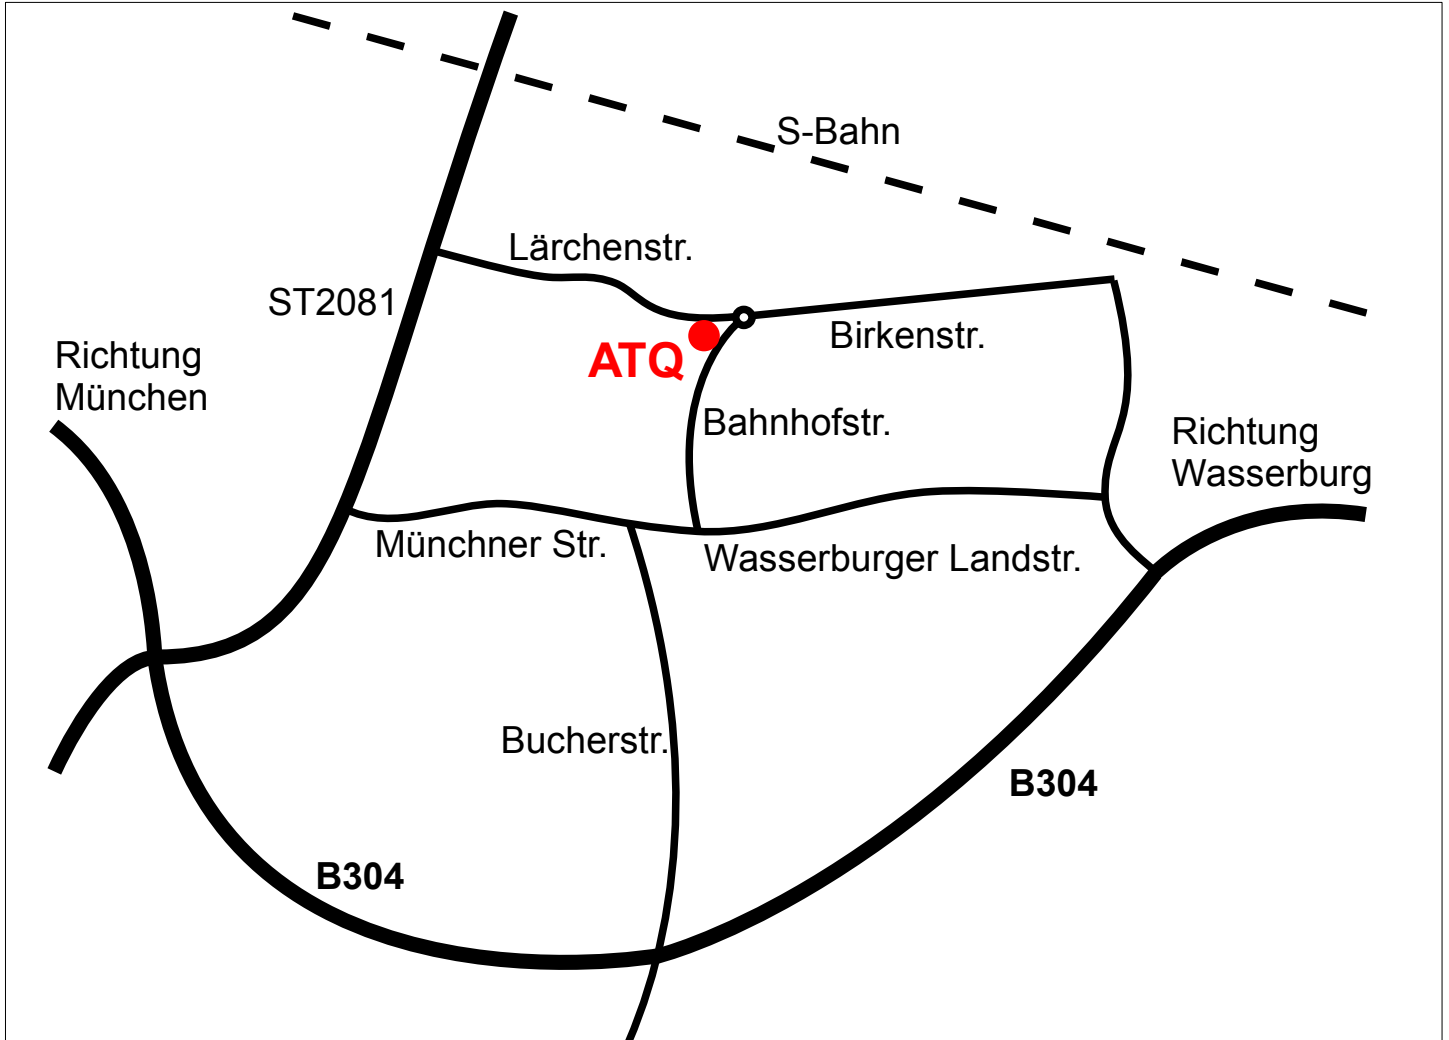 S-Bahn
Lärchenstr.
ST2081
Birkenstr.
Richtung
München
ATQ
Bahnhofstr.
Richtung
Wasserburg
Münchner Str.
Wasserburger Landstr.
Bucherstr.
B304
B304